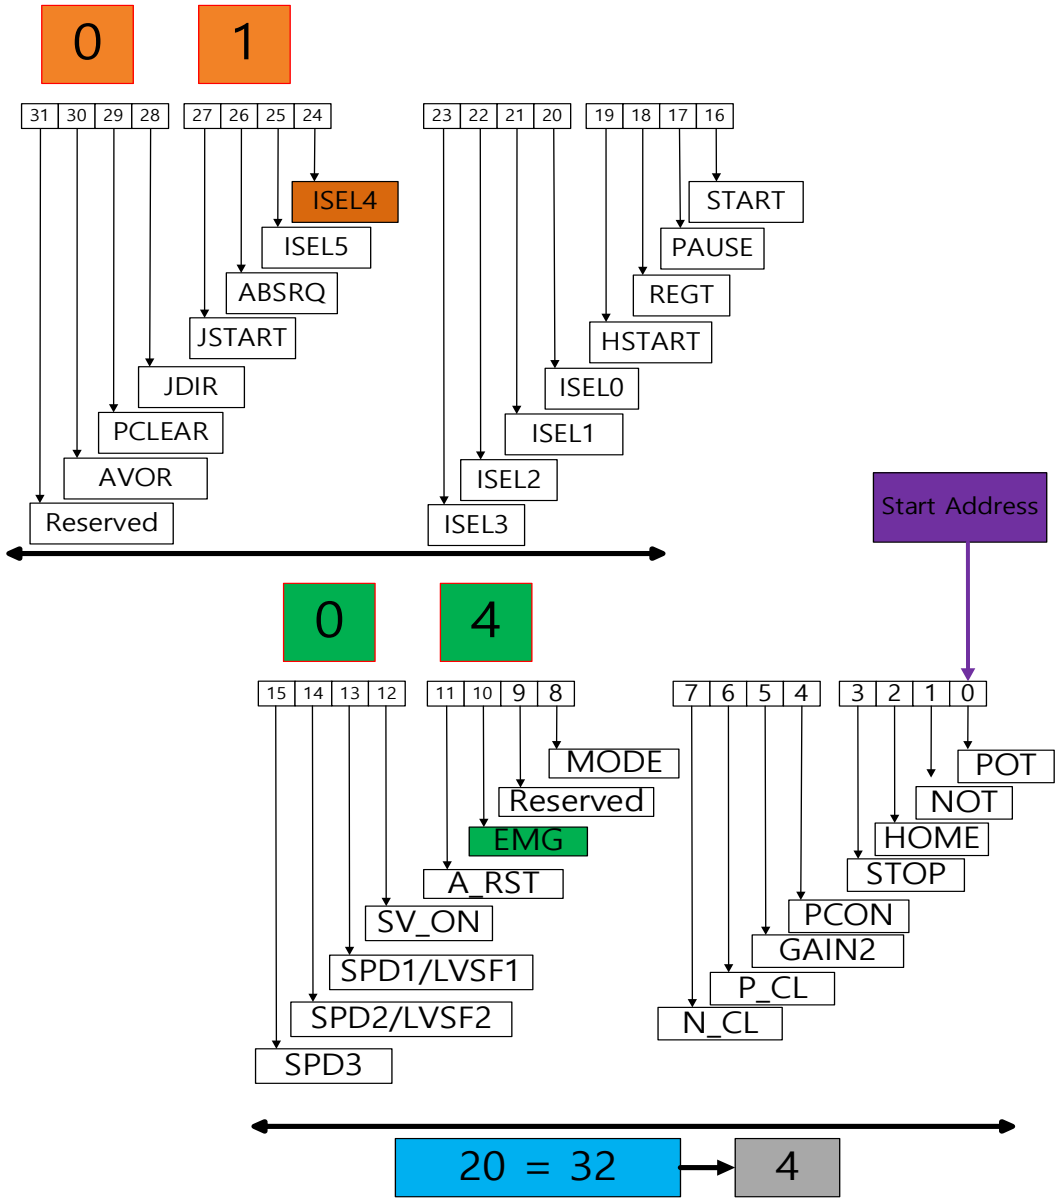 0 1
31 30 29 28 27 26 25 24 23 22 21 20 19 18 17 16
ISEL4
START
ISEL5
PAUSE
ABSRQ
REGT
JSTART
HSTART
JDIR
ISEL0
PCLEAR
ISEL1
AVOR
ISEL2
Reserved
ISEL3
Start Address
0 4
15 14 13 12 11 10 9 8 7 6 5 4 3 2 1 0
MODE
POT
Reserved
NOT
EMG
HOME
A_RST
STOP
SV_ON
PCON
SPD1/LVSF1
GAIN2
SPD2/LVSF2
P_CL
SPD3
N_CL
20 = 32
4